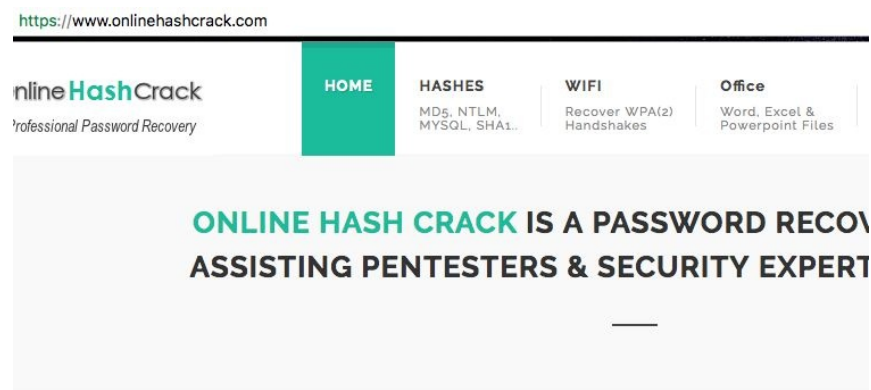 https://www.onlinehashcrack.com
nline HashCrack
Professional Password Recovery
HOME
HASHES
MD5, NTLM,
MYSQL, SHA1..
WIFI
Recover WPA(2)
Handshakes
Office
Word, Excel &
Powerpoint Files
ONLINE HASH CRACK IS A PASSWORD RECOV
ASSISTING PENTESTERS & SECURITY EXPERT